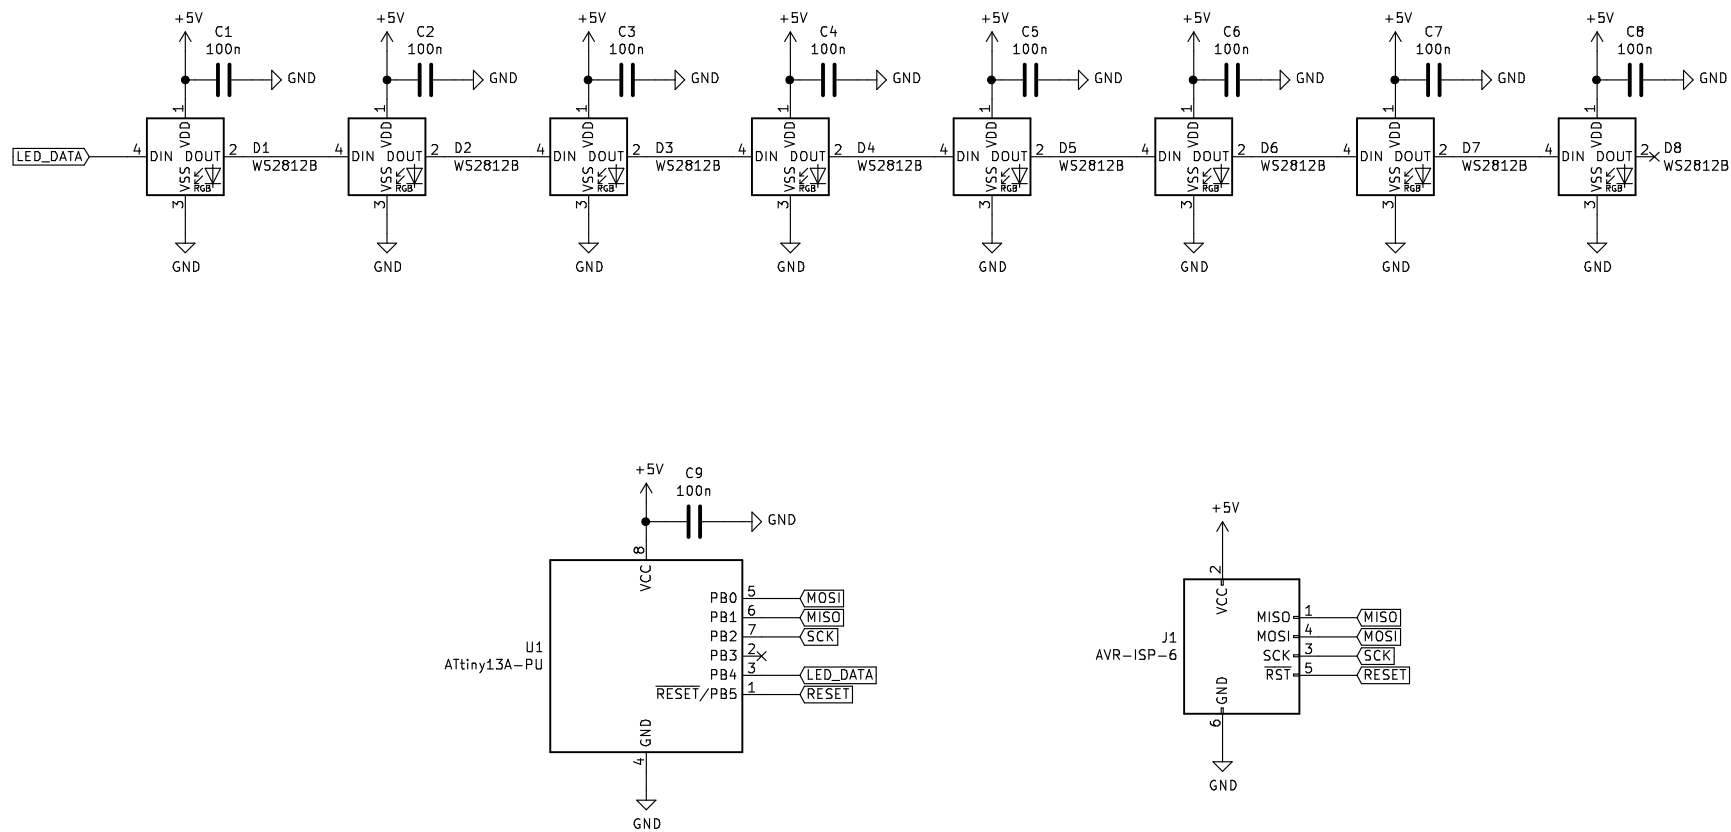 +5V +5V +5V +5V +5V +5V +5V +5V
C1 C2 C3 C4 C5 C6 C7 C8
100n 100n 100n 100n 100n 100n 100n 100n
GND GND GND GND GND GND GND GND
1 1 1 1 1 1 1 1
VDD VDD VDD VDD VDD VDD VDD VDD
LED_DATA 4 DIN DOUT 2 D1 4 DIN DOUT 2 D2 4 DIN DOUT 2 D3 4 DIN DOUT 2 D4 4 DIN DOUT 2 D5 4 DIN DOUT 2 D6 4 DIN DOUT 2 D7 4 DIN DOUT 2 D8
WS2812B WS2812B WS2812B WS2812B WS2812B WS2812B WS2812B WS2812B
VSS RGB VSS RGB VSS RGB VSS RGB VSS RGB VSS RGB VSS RGB VSS RGB
3 3 3 3 3 3 3 3
GND GND GND GND GND GND GND GND
+5V C9
100n
GND
8
VCC
PB0 5 MOSI
PB1 6 MISO
PB2 7 SCK
U1
PB3 2
ATtiny13A-PU
PB4 3 LED_DATA
RESET/PB5 1 RESET
GND
4
GND
+5V
2
VCC
MISO 1 MISO
J1
MOSI 4 MOSI
AVR-ISP-6
SCK 3 SCK
RST 5 RESET
GND
6
GND